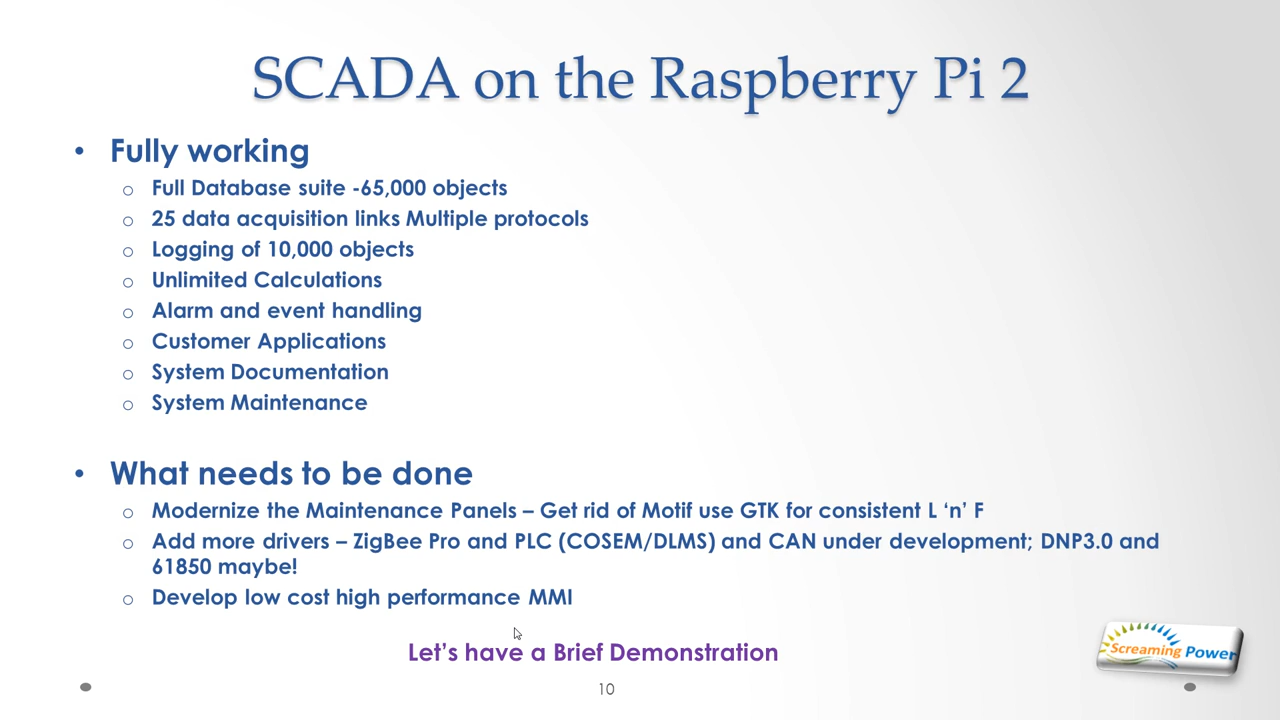 SCADA on the Raspberry Pi 2
• Fully working
o Full Database suite -65,000 objects
o 25 data acquisition links Multiple protocols
o Logging of 10,000 objects
o Unlimited Calculations
o Alarm and event handling
o Customer Applications
o System Documentation
o System Maintenance
• What needs to be done
o Modernize the Maintenance Panels – Get rid of Motif use GTK for consistent L ‘n’ F
o Add more drivers – ZigBee Pro and PLC (COSEM/DLMS) and CAN under development; DNP3.0 and
61850 maybe!
o Develop low cost high performance MMI
Let’s have a Brief Demonstration
Screaming Power
10